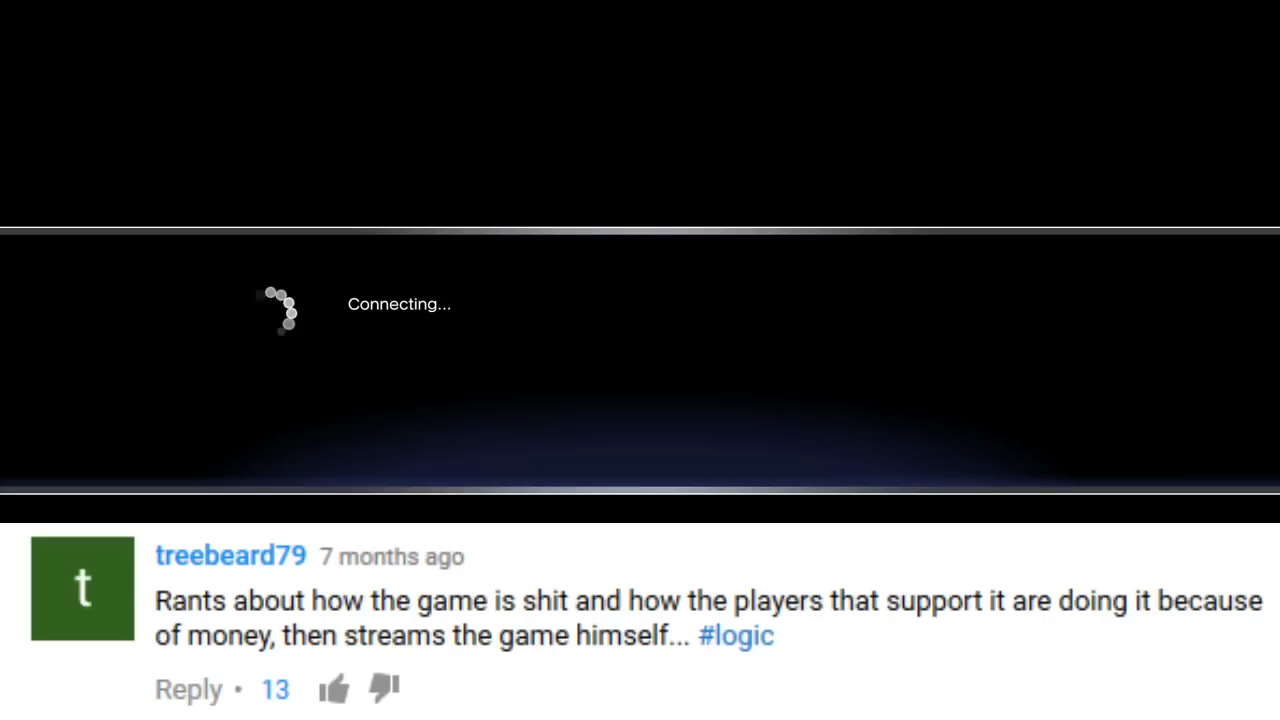 Connecting...
t
treebeard79 7 months ago
Rants about how the game is shit and how the players that support it are doing it because
of money, then streams the game himself... #logic
Reply • 13